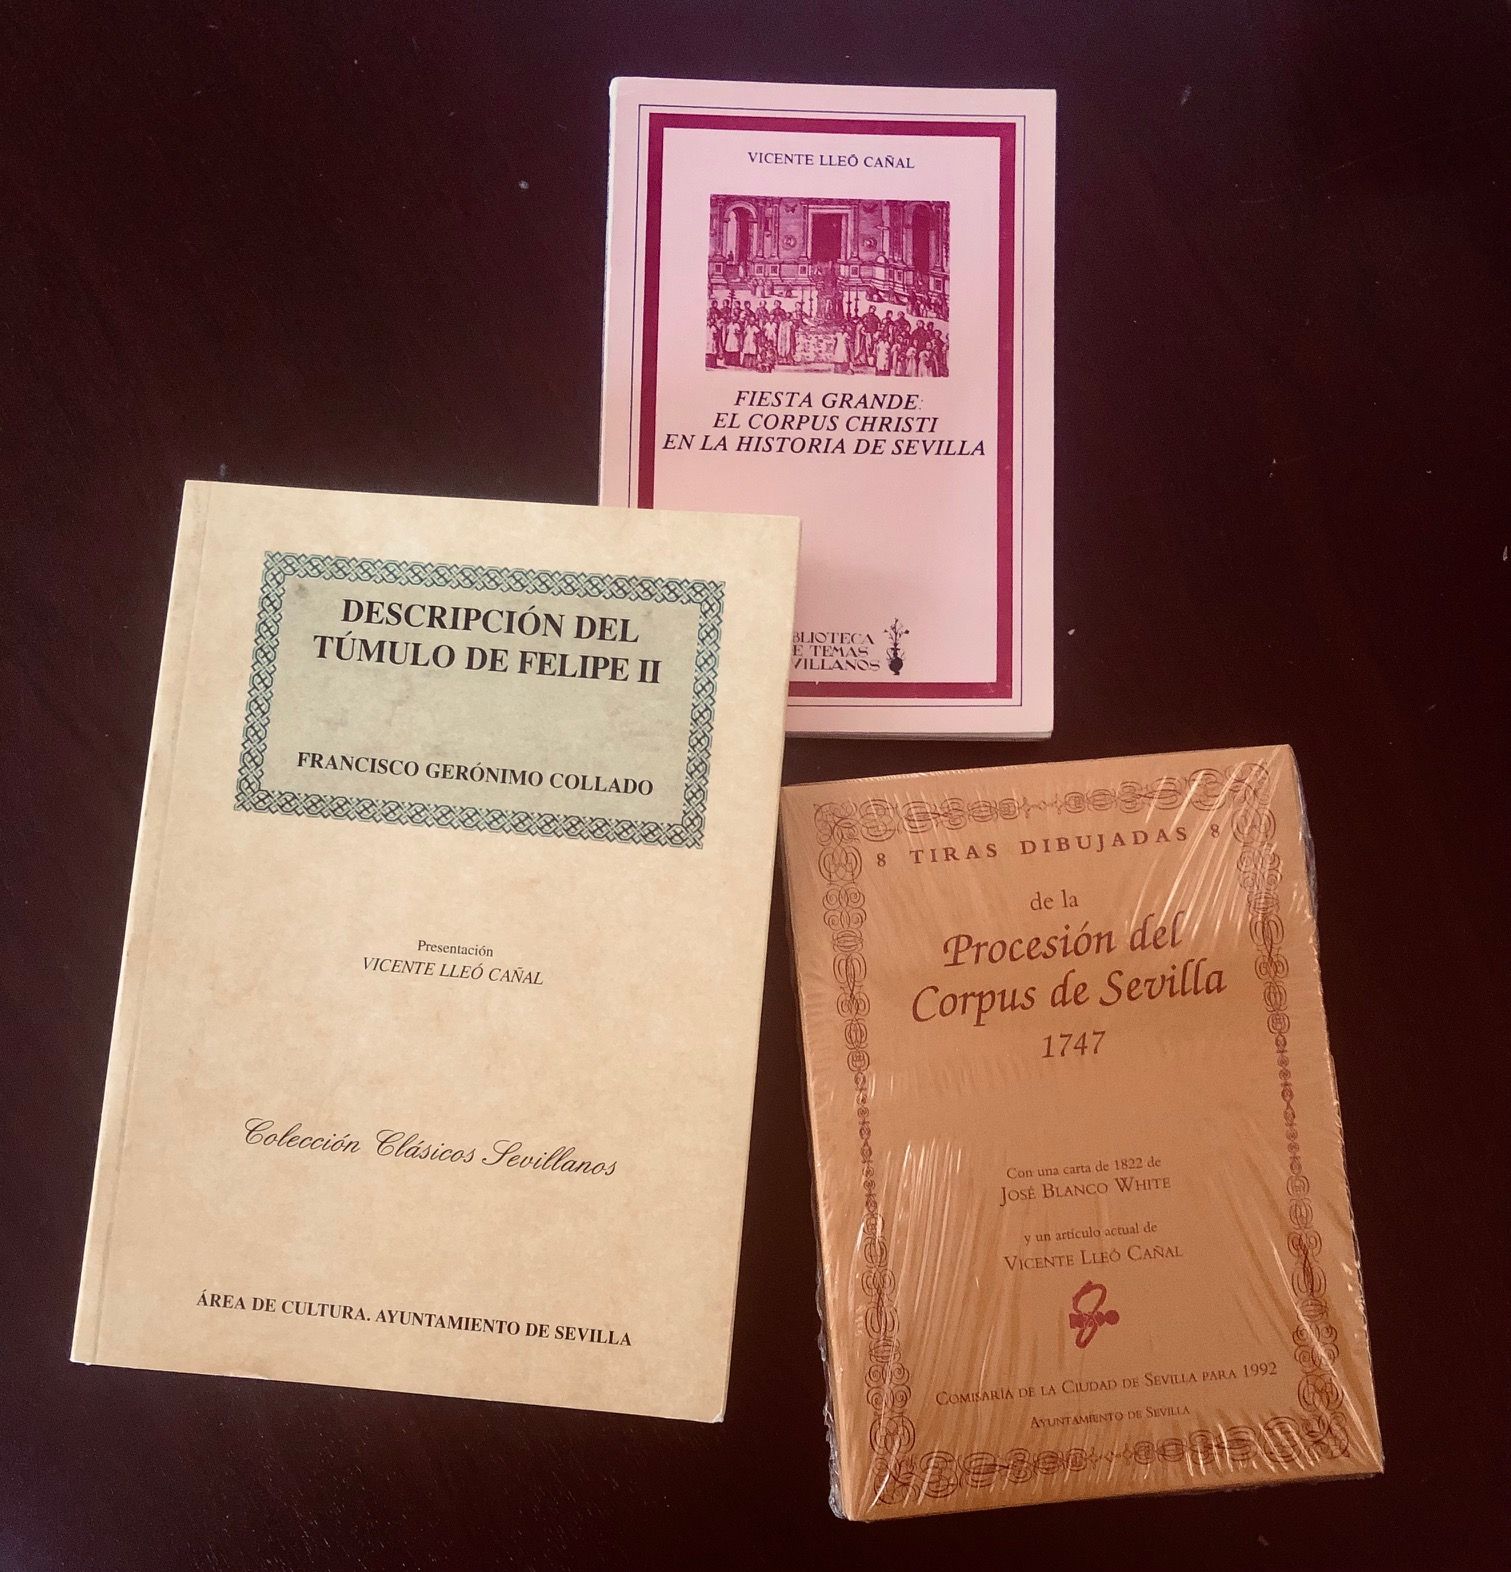 VICENTE LLEÓ CAÑAL
FIESTA GRANDE:
EL CORPUS CHRISTI
EN LA HISTORIA DE SEVILLA
BLIOTECA
E TEMAS
VILLANOS
DESCRIPCIÓN DEL
TÚMULO DE FELIPE II
FRANCISCO GERÓNIMO COLLADO
Presentación
VICENTE LLEÓ CAÑAL
Colección Clásicos Sevillanos
ÁREA DE CULTURA. AYUNTAMIENTO DE SEVILLA
8 TIRAS DIBUJADAS 8
de la
Procesión del
Corpus de Sevilla
1747
Con una carta de 1822 de
JOSÉ BLANCO WHITE
y un artículo actual de
VICENTE LLEÓ CAÑAL
COMISARÍA DE LA CIUDAD DE SEVILLA PARA 1992
AYUNTAMIENTO DE SEVILLA